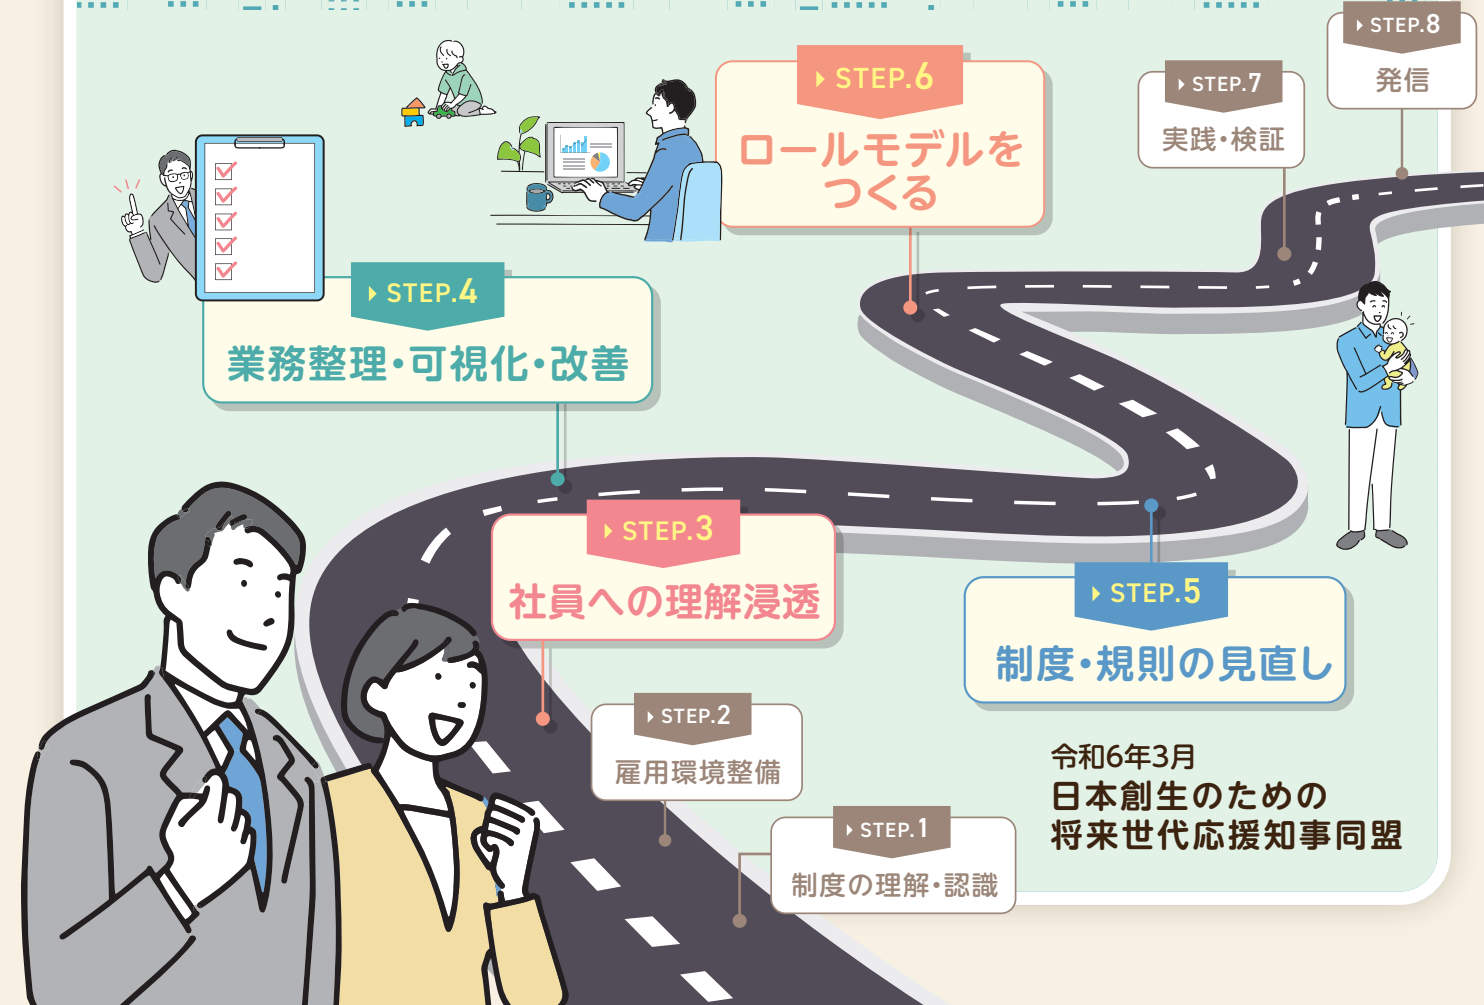 STEP.8
発信
STEP.7
実践・検証
STEP.6
ロールモデルを
つくる
STEP.4
業務整理・可視化・改善
STEP.3
社員への理解浸透
STEP.5
制度・規則の見直し
STEP.2
雇用環境整備
STEP.1
制度の理解・認識
令和6年3月
日本創生のための
将来世代応援知事同盟